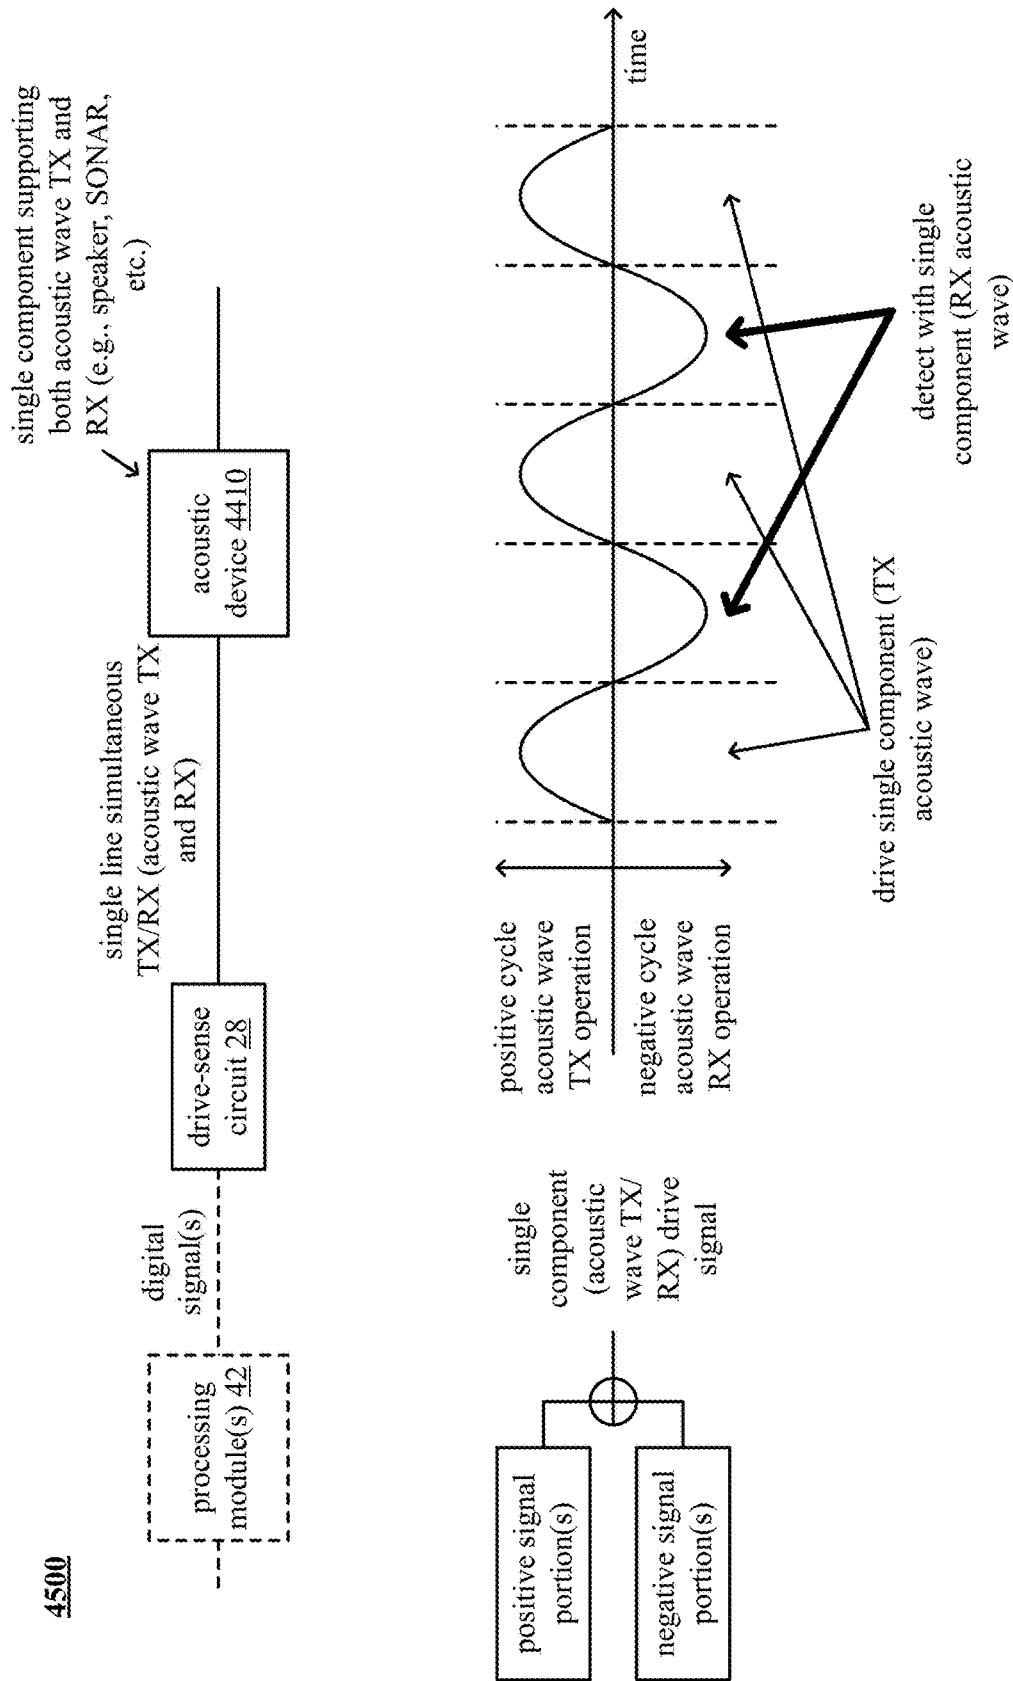 4500
processing
module(s) 42
digital
signal(s)
drive-sense
circuit 28
single line simultaneous
TX/RX (acoustic wave TX
and RX)
acoustic
device 4410
single component supporting
both acoustic wave TX and
RX (e.g., speaker, SONAR,
etc.)
positive signal
portion(s)
negative signal
portion(s)
single
component
(acoustic
wave TX/
RX) drive
signal
positive cycle
acoustic wave
TX operation
negative cycle
acoustic wave
RX operation
time
drive single component (TX
acoustic wave)
detect with single
component (RX acoustic
wave)